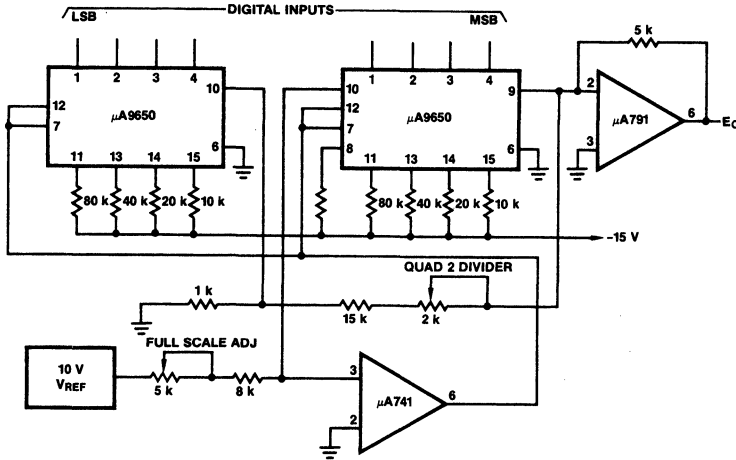 DIGITAL INPUTS
LSB
MSB
1 2 3 4
1 2 3 4
5 k
10
10
9
2
12
µA9650
12
µA9650
µA791
6
EO
7
7
6
8
6
3
11 13 14 15
11 13 14 15
80 k 40 k 20 k 10 k
80 k 40 k 20 k 10 k
–15 V
QUAD 2 DIVIDER
1 k
15 k
2 k
FULL SCALE ADJ
10 V
VREF
5 k
8 k
3
µA741
6
2